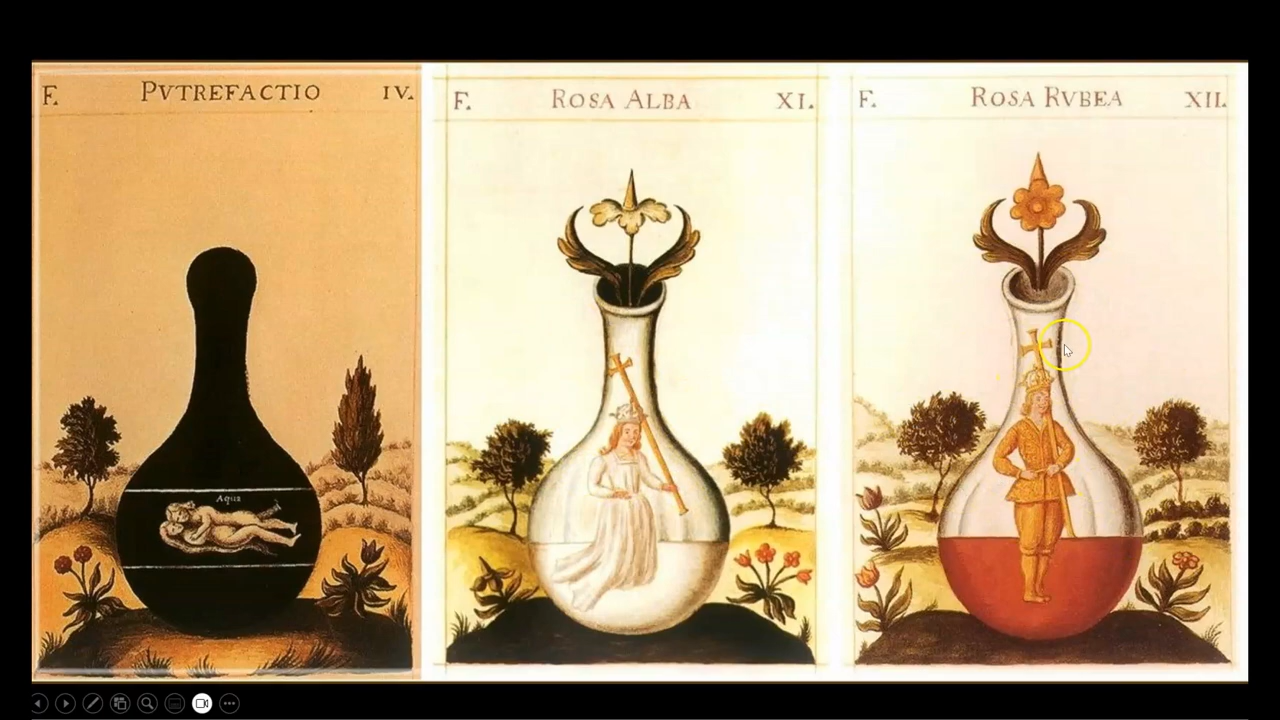 F. PVTREFACTIO IV.
Aqua
F. ROSA ALBA XI.
F. ROSA RVBEA XII.